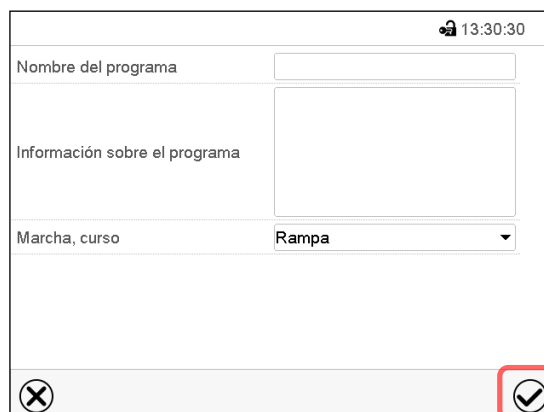 13:30:30
Nombre del programa
Información sobre el programa
Marcha, curso
Rampa